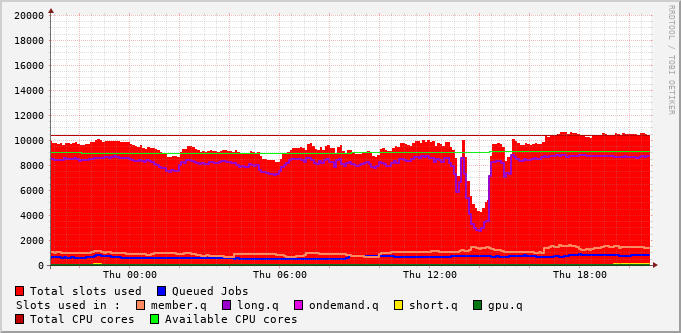 20000
18000
16000
14000
12000
10000
8000
6000
4000
2000
0
Thu 00:00 Thu 06:00 Thu 12:00 Thu 18:00
RRDTOOL / TOBI OETIKER
Total slots used Queued Jobs
Slots used in : member.q long.q ondemand.q short.q gpu.q
Total CPU cores Available CPU cores